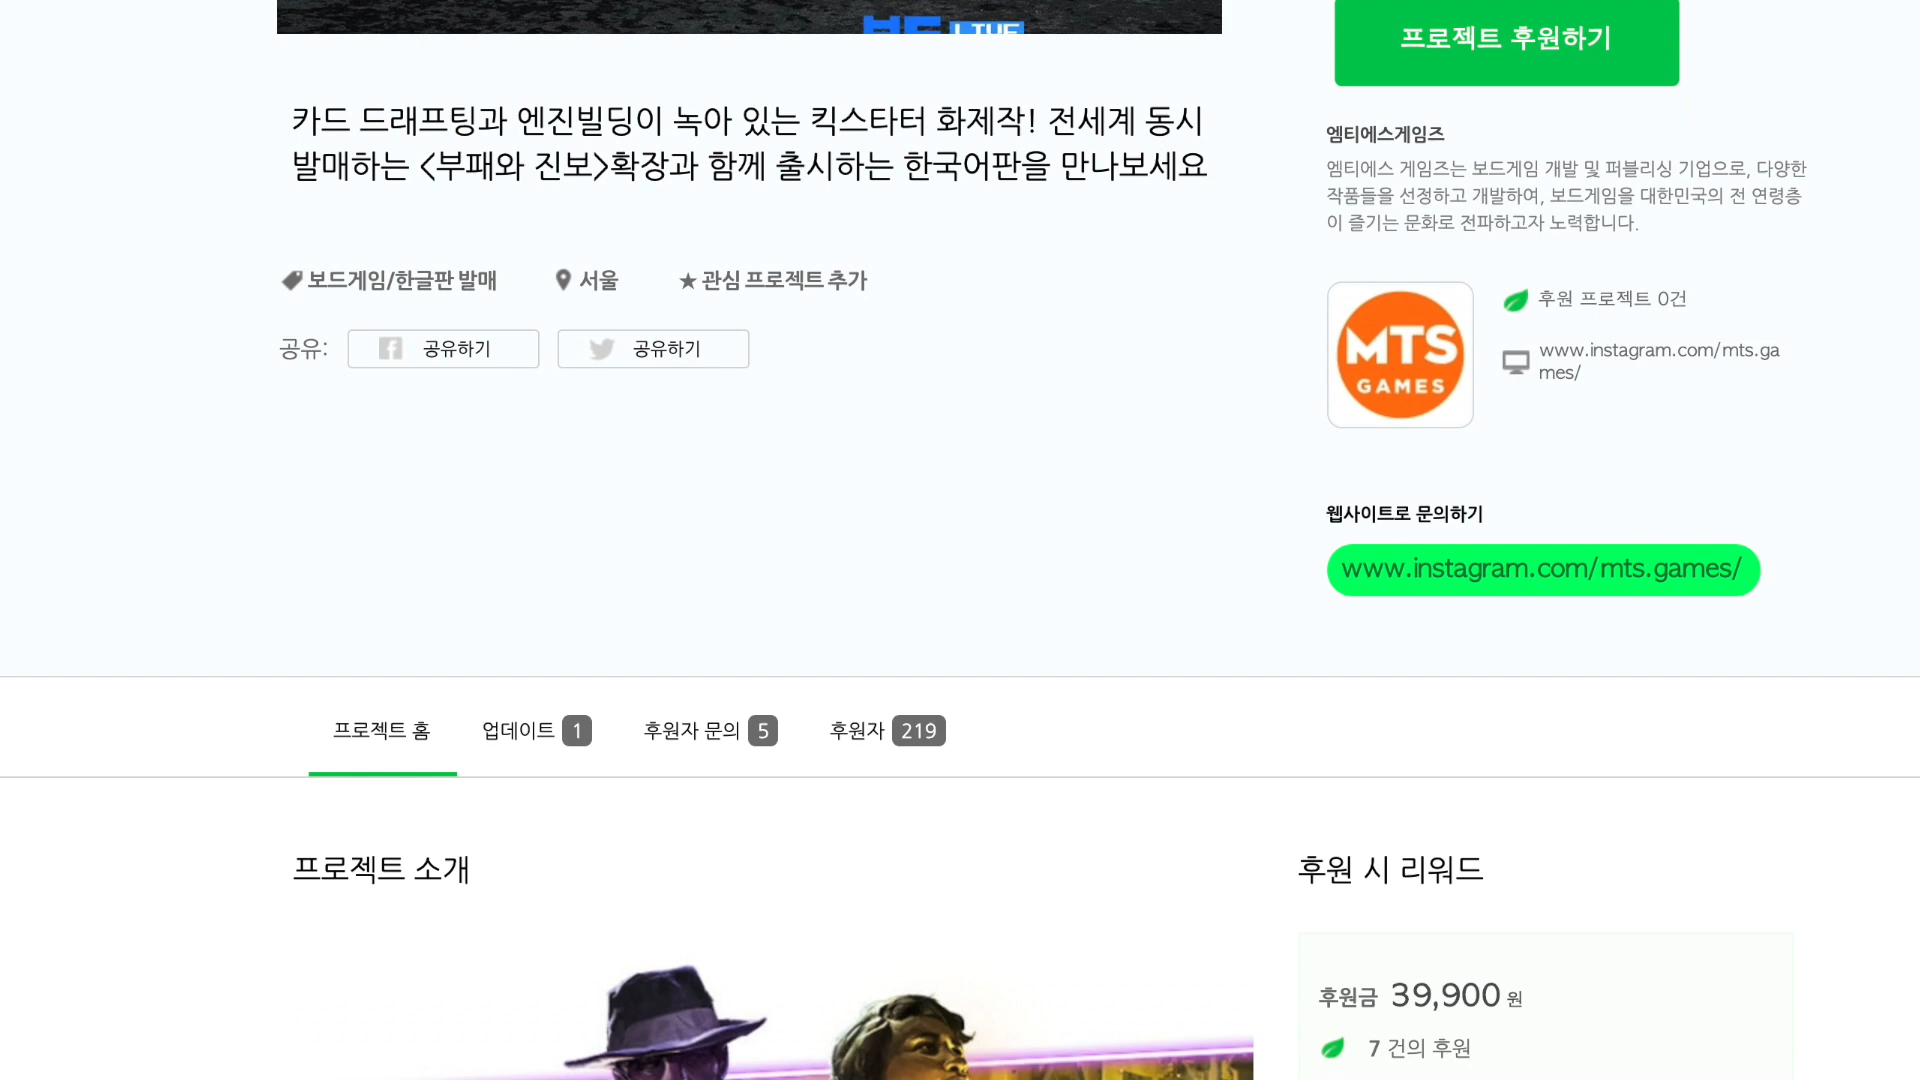 프로젝트 후원하기
카드 드래프팅과 엔진빌딩이 녹아 있는 킥스타터 화제작! 전세계 동시
발매하는 <부패와 진보>확장과 함께 출시하는 한국어판을 만나보세요
보드게임/한글판 발매
서울
★ 관심 프로젝트 추가
공유:
공유하기
공유하기
엠티에스게임즈
엠티에스 게임즈는 보드게임 개발 및 퍼블리싱 기업으로, 다양한
작품들을 선정하고 개발하여, 보드게임을 대한민국의 전 연령층
이 즐기는 문화로 전파하고자 노력합니다.
MTS
GAMES
후원 프로젝트 0건
www.instagram.com/mts.ga
mes/
웹사이트로 문의하기
www.instagram.com/mts.games/
프로젝트 홈
업데이트 1
후원자 문의 5
후원자 219
프로젝트 소개
후원 시 리워드
후원금 39,900 원
7 건의 후원